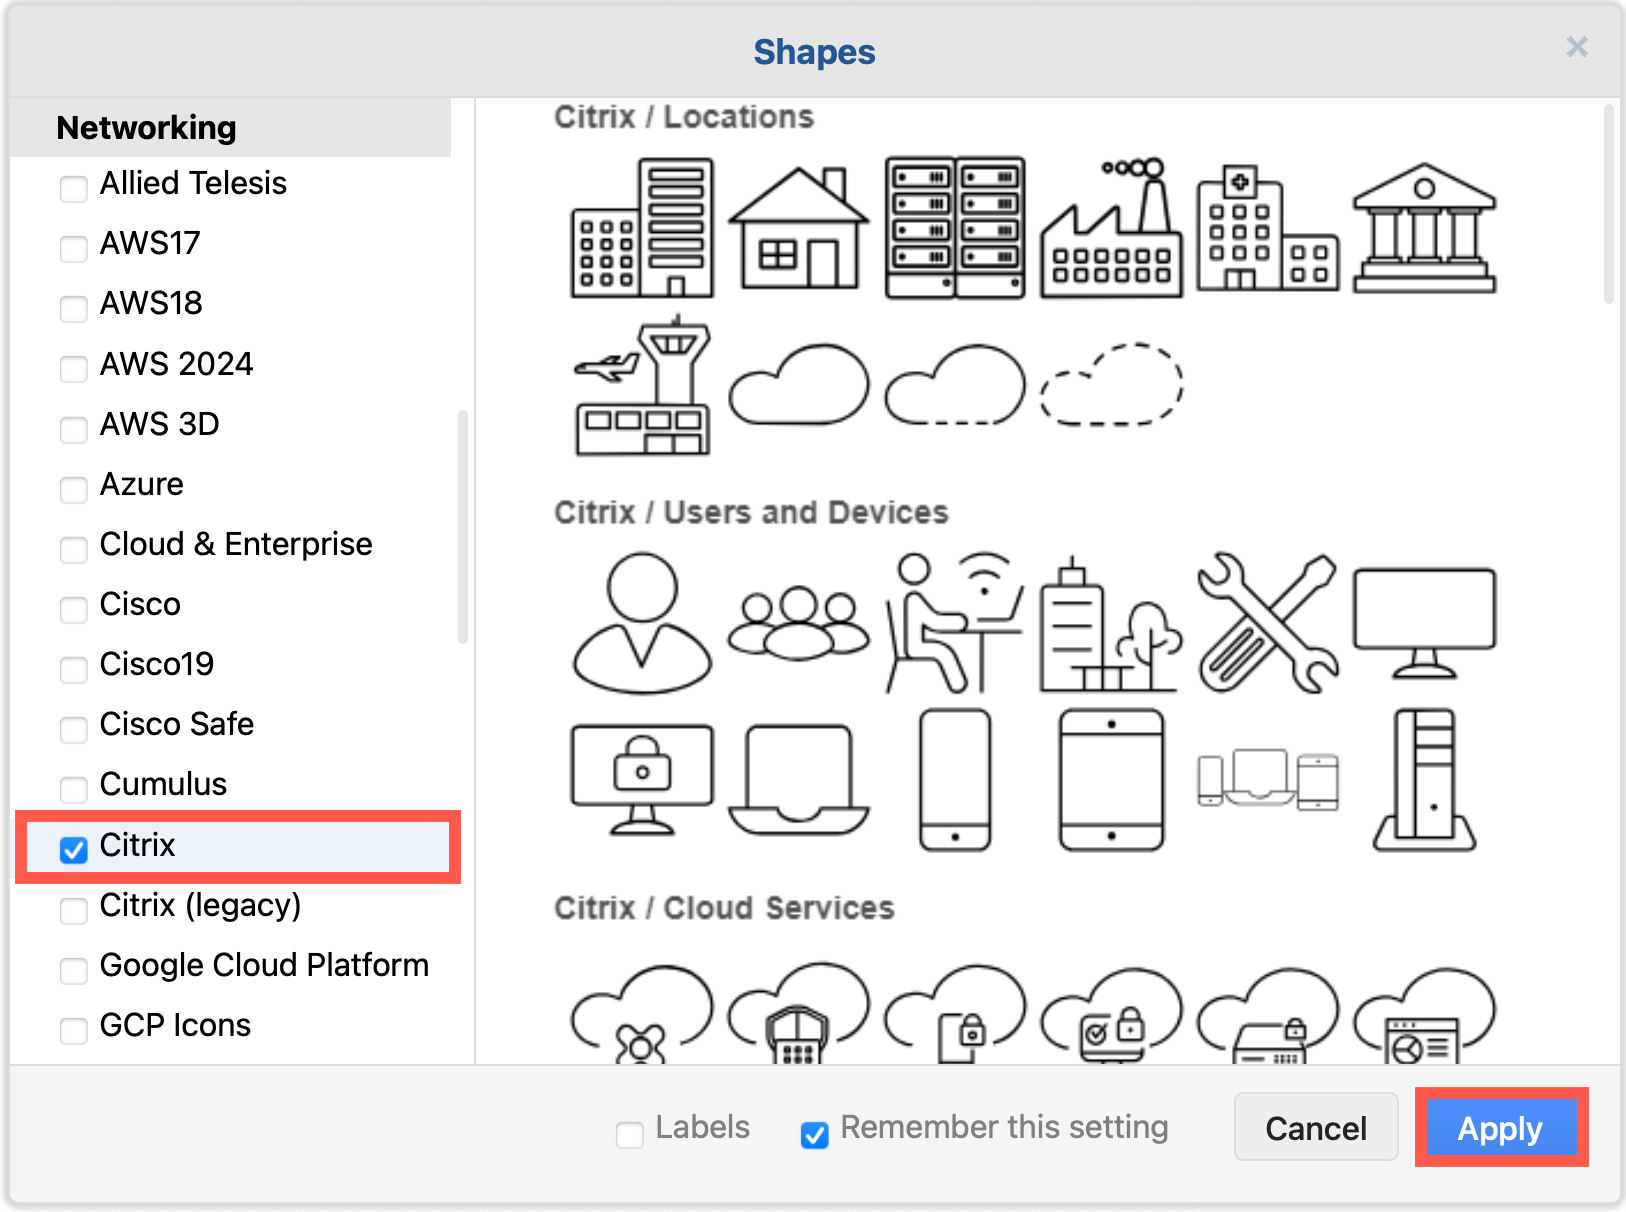 Shapes
Networking
Allied Telesis
AWS17
AWS18
AWS 2024
AWS 3D
Azure
Cloud & Enterprise
Cisco
Cisco19
Cisco Safe
Cumulus
Citrix
Citrix (legacy)
Google Cloud Platform
GCP Icons
Citrix / Locations
Citrix / Users and Devices
Citrix / Cloud Services
Labels
Remember this setting
Cancel
Apply